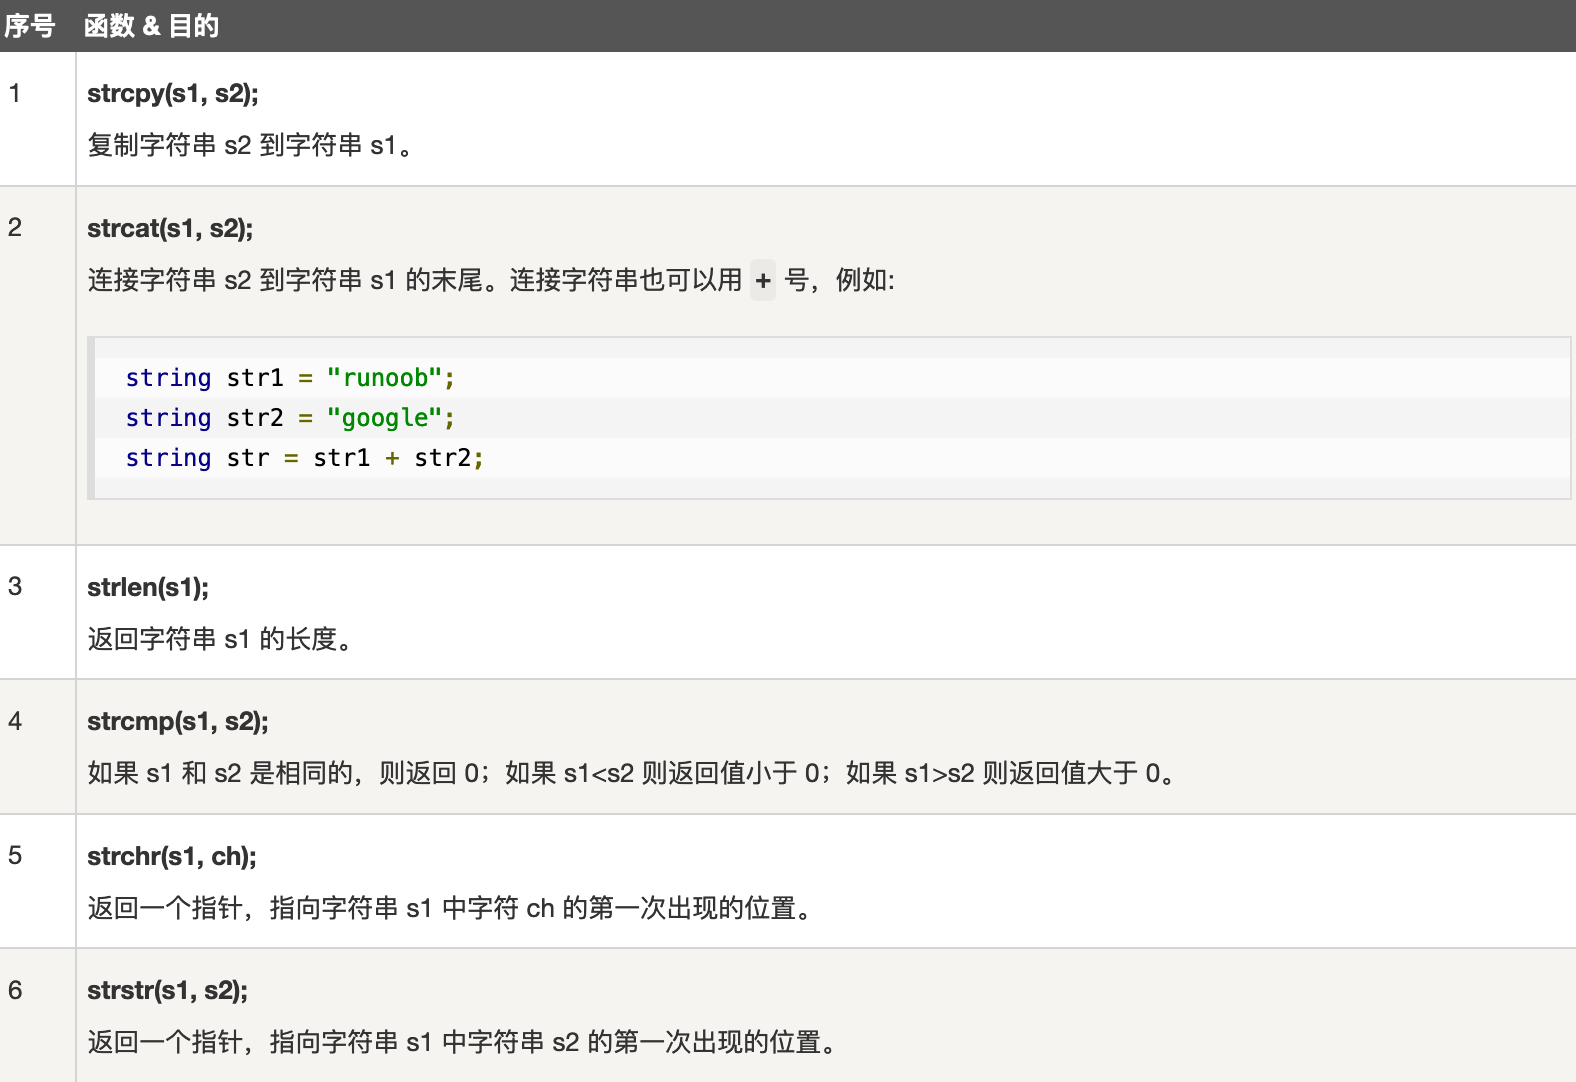 序号 函数 & 目的
1 strcpy(s1, s2);
复制字符串 s2 到字符串 s1。
2 strcat(s1, s2);
连接字符串 s2 到字符串 s1 的末尾。连接字符串也可以用 + 号，例如:
string str1 = "runoob";
string str2 = "google";
string str = str1 + str2;
3 strlen(s1);
返回字符串 s1 的长度。
4 strcmp(s1, s2);
如果 s1 和 s2 是相同的，则返回 0；如果 s1<s2 则返回值小于 0；如果 s1>s2 则返回值大于 0。
5 strchr(s1, ch);
返回一个指针，指向字符串 s1 中字符 ch 的第一次出现的位置。
6 strstr(s1, s2);
返回一个指针，指向字符串 s1 中字符串 s2 的第一次出现的位置。